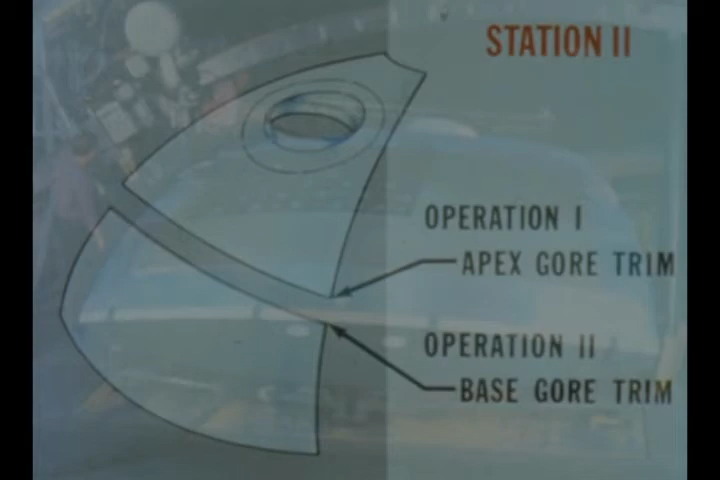 STATION II
OPERATION I
APEX GORE TRIM
OPERATION II
BASE GORE TRIM